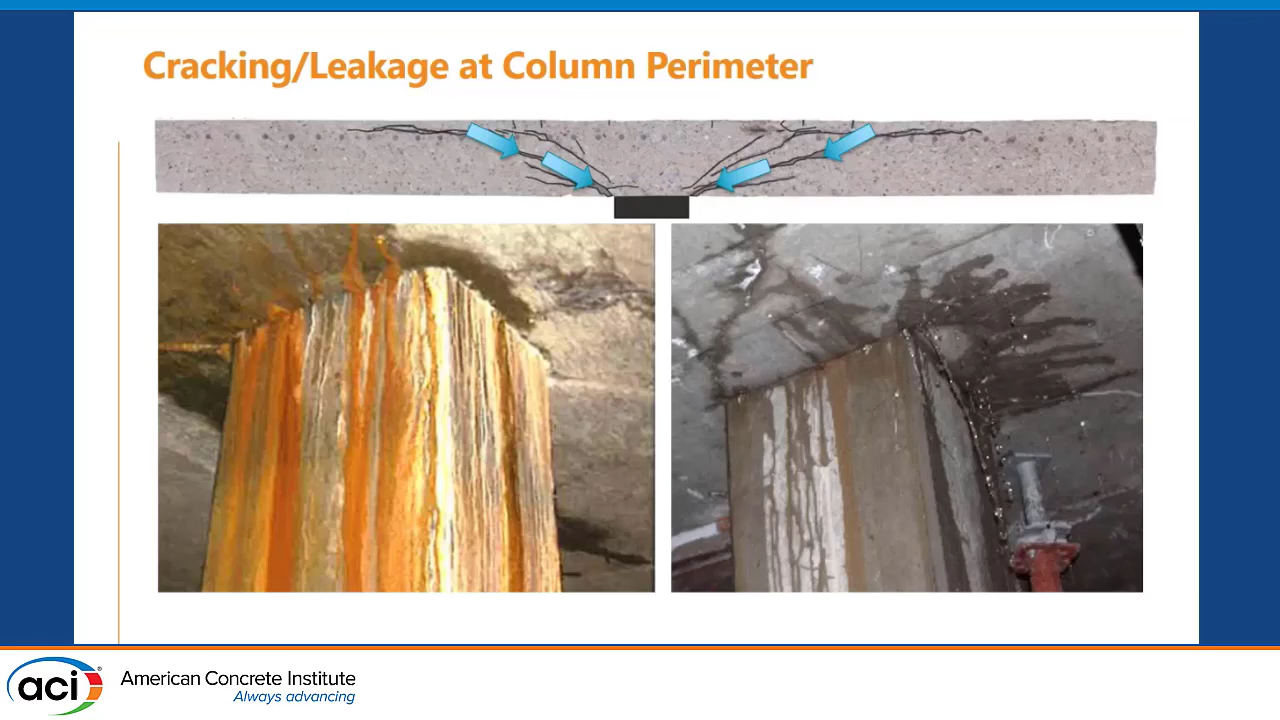 Cracking/Leakage at Column Perimeter
aci®
American Concrete Institute
Always advancing